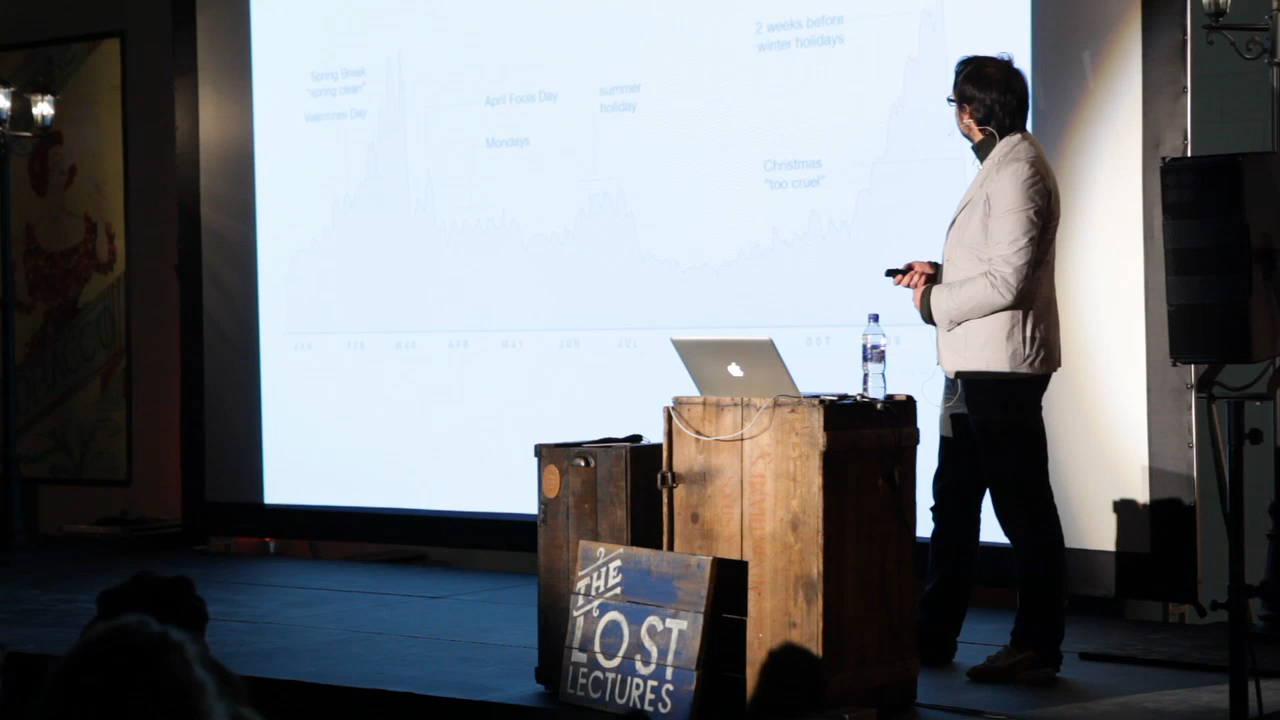 2 weeks before
winter holidays
Spring Break
"spring clean"
Valentines Day
April Fools Day
Mondays
summer
holiday
Christmas
"too cruel"
JAN FEB MAR APR MAY JUN JUL OCT
THE
LOST
LECTURES